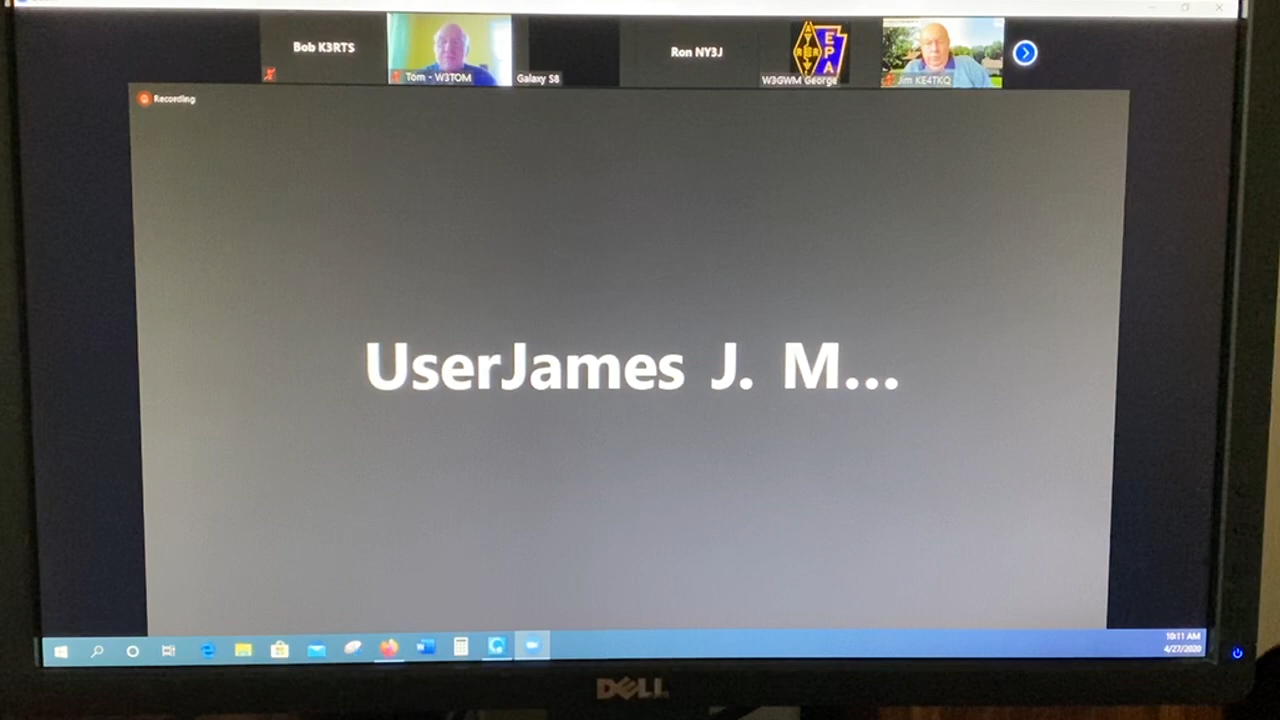 Bob K3RTS
Tom - W3TOM
Galaxy S8
Ron NY3J
E
P
A
W3GWM George
Jim KE4TKQ
Recording
UserJames J. M...
10:11 AM
4/27/2020
DELL